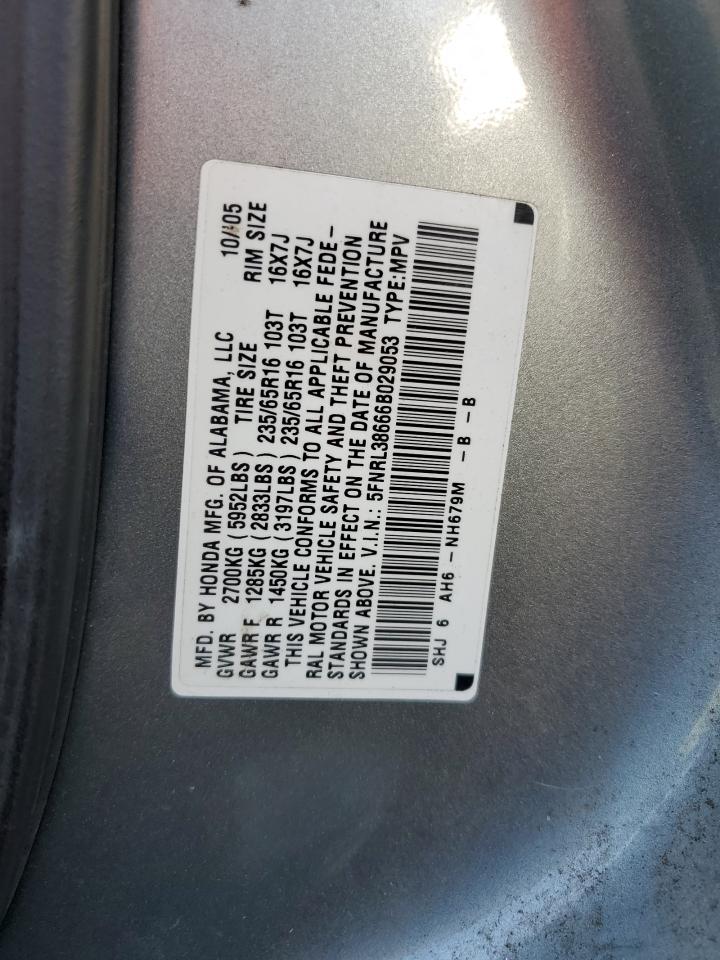 MFD. BY HONDA MFG. OF ALABAMA, LLC 10/05
GVWR 2700KG (5952LBS) TIRE SIZE RIM SIZE
GAWR F 1285KG (2833LBS) 235/65R16 103T 16X7J
GAWR R 1450KG (3197LBS) 235/65R16 103T 16X7J
THIS VEHICLE CONFORMS TO ALL APPLICABLE FEDE-
RAL MOTOR VEHICLE SAFETY AND THEFT PREVENTION
STANDARDS IN EFFECT ON THE DATE OF MANUFACTURE
SHOWN ABOVE. V.I.N.: 5FNRL38666B029053 TYPE:MPV
SHJ 6 AH6 -NH679M -B -B